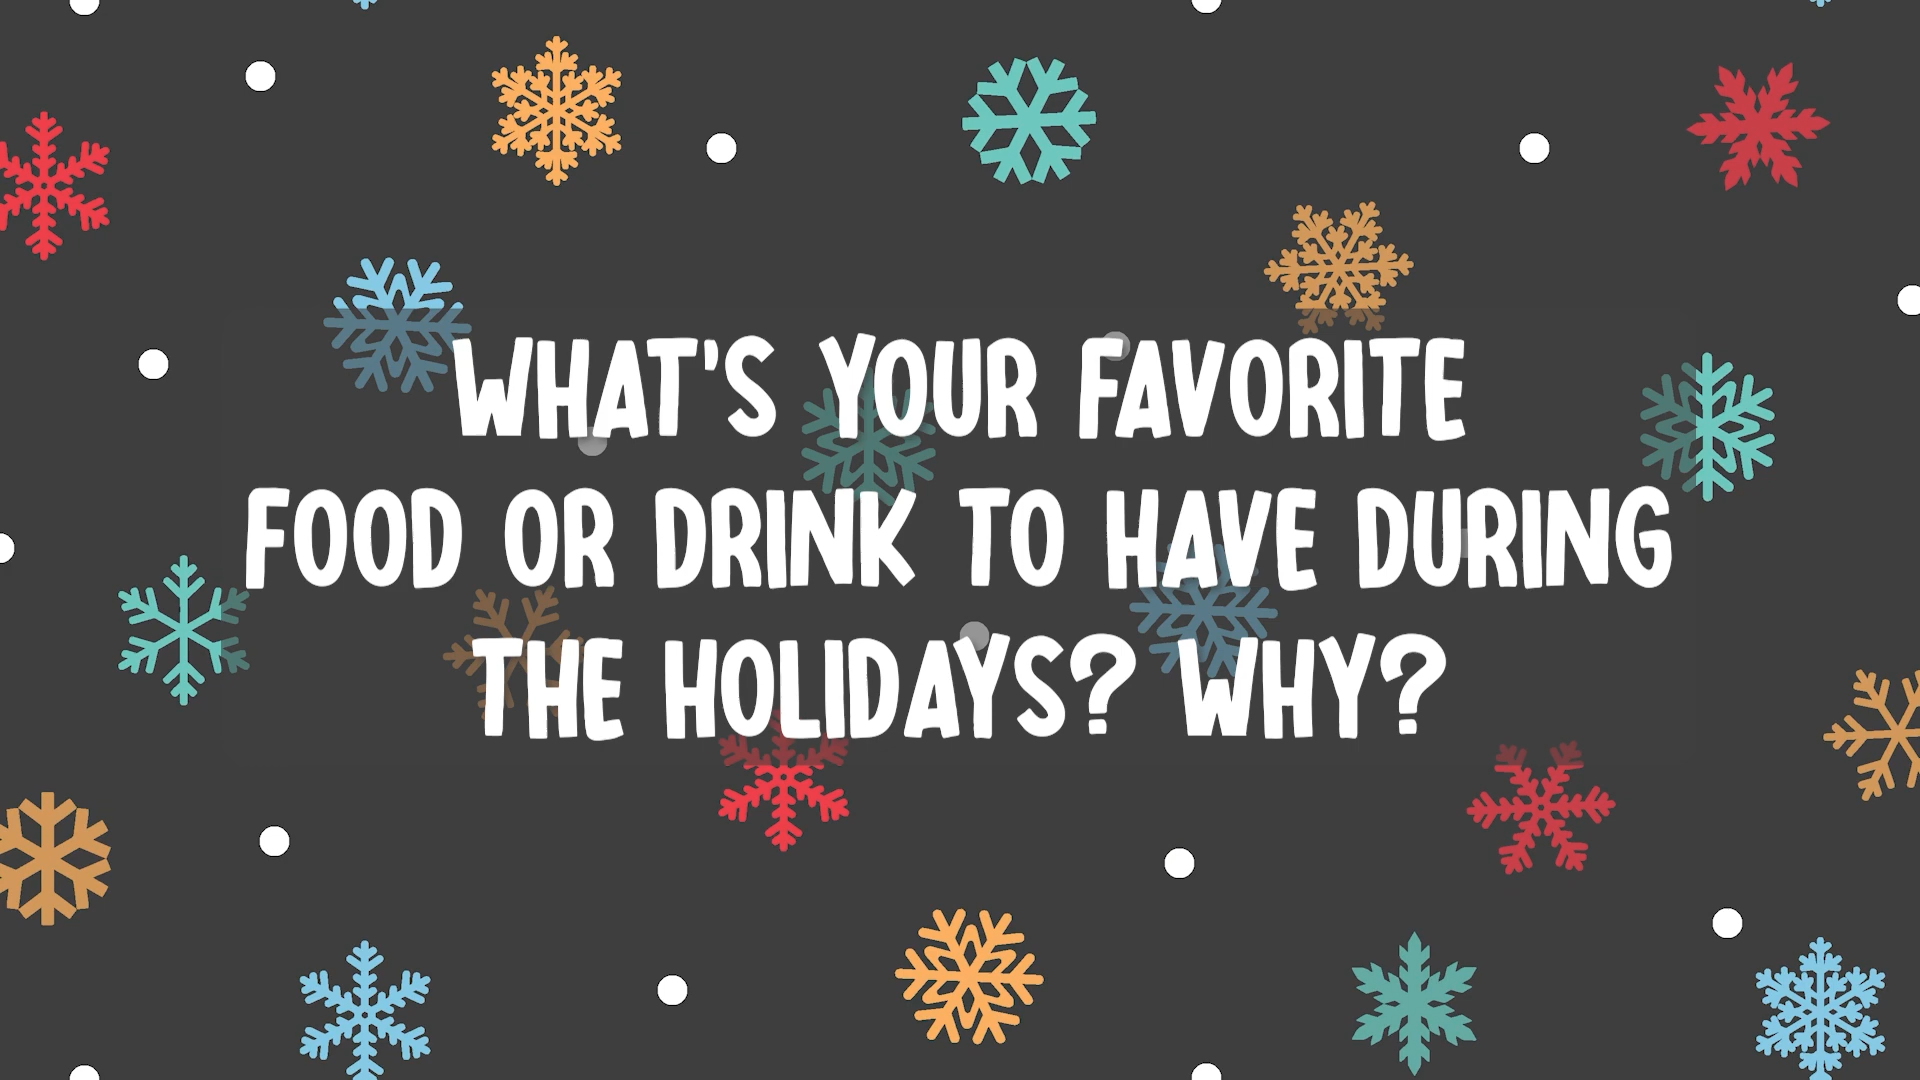 WHAT'S YOUR FAVORITE
FOOD OR DRINK TO HAVE DURING
THE HOLIDAYS? WHY?